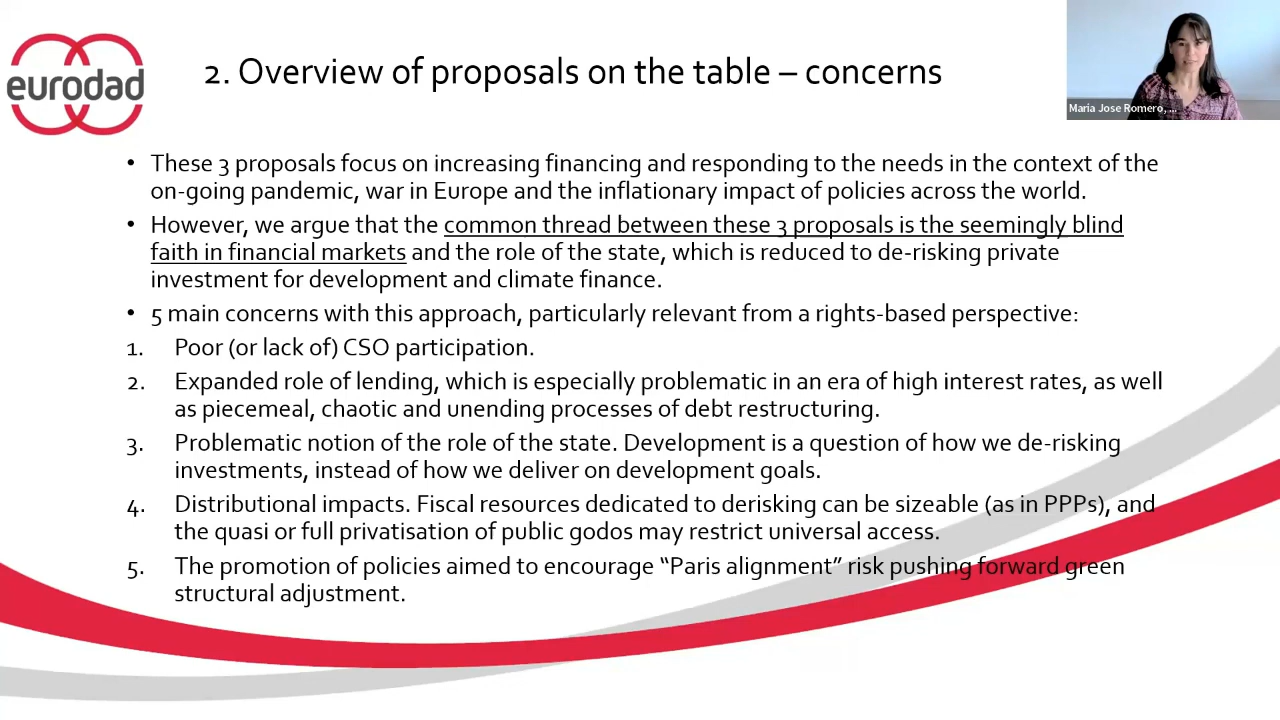 eurodad
2. Overview of proposals on the table – concerns
Maria Jose Romero, ...
• These 3 proposals focus on increasing financing and responding to the needs in the context of the
on-going pandemic, war in Europe and the inflationary impact of policies across the world.
• However, we argue that the common thread between these 3 proposals is the seemingly blind
faith in financial markets and the role of the state, which is reduced to de-risking private
investment for development and climate finance.
• 5 main concerns with this approach, particularly relevant from a rights-based perspective:
1. Poor (or lack of) CSO participation.
2. Expanded role of lending, which is especially problematic in an era of high interest rates, as well
as piecemeal, chaotic and unending processes of debt restructuring.
3. Problematic notion of the role of the state. Development is a question of how we de-risking
investments, instead of how we deliver on development goals.
4. Distributional impacts. Fiscal resources dedicated to derisking can be sizeable (as in PPPs), and
the quasi or full privatisation of public godos may restrict universal access.
5. The promotion of policies aimed to encourage “Paris alignment” risk pushing forward green
structural adjustment.